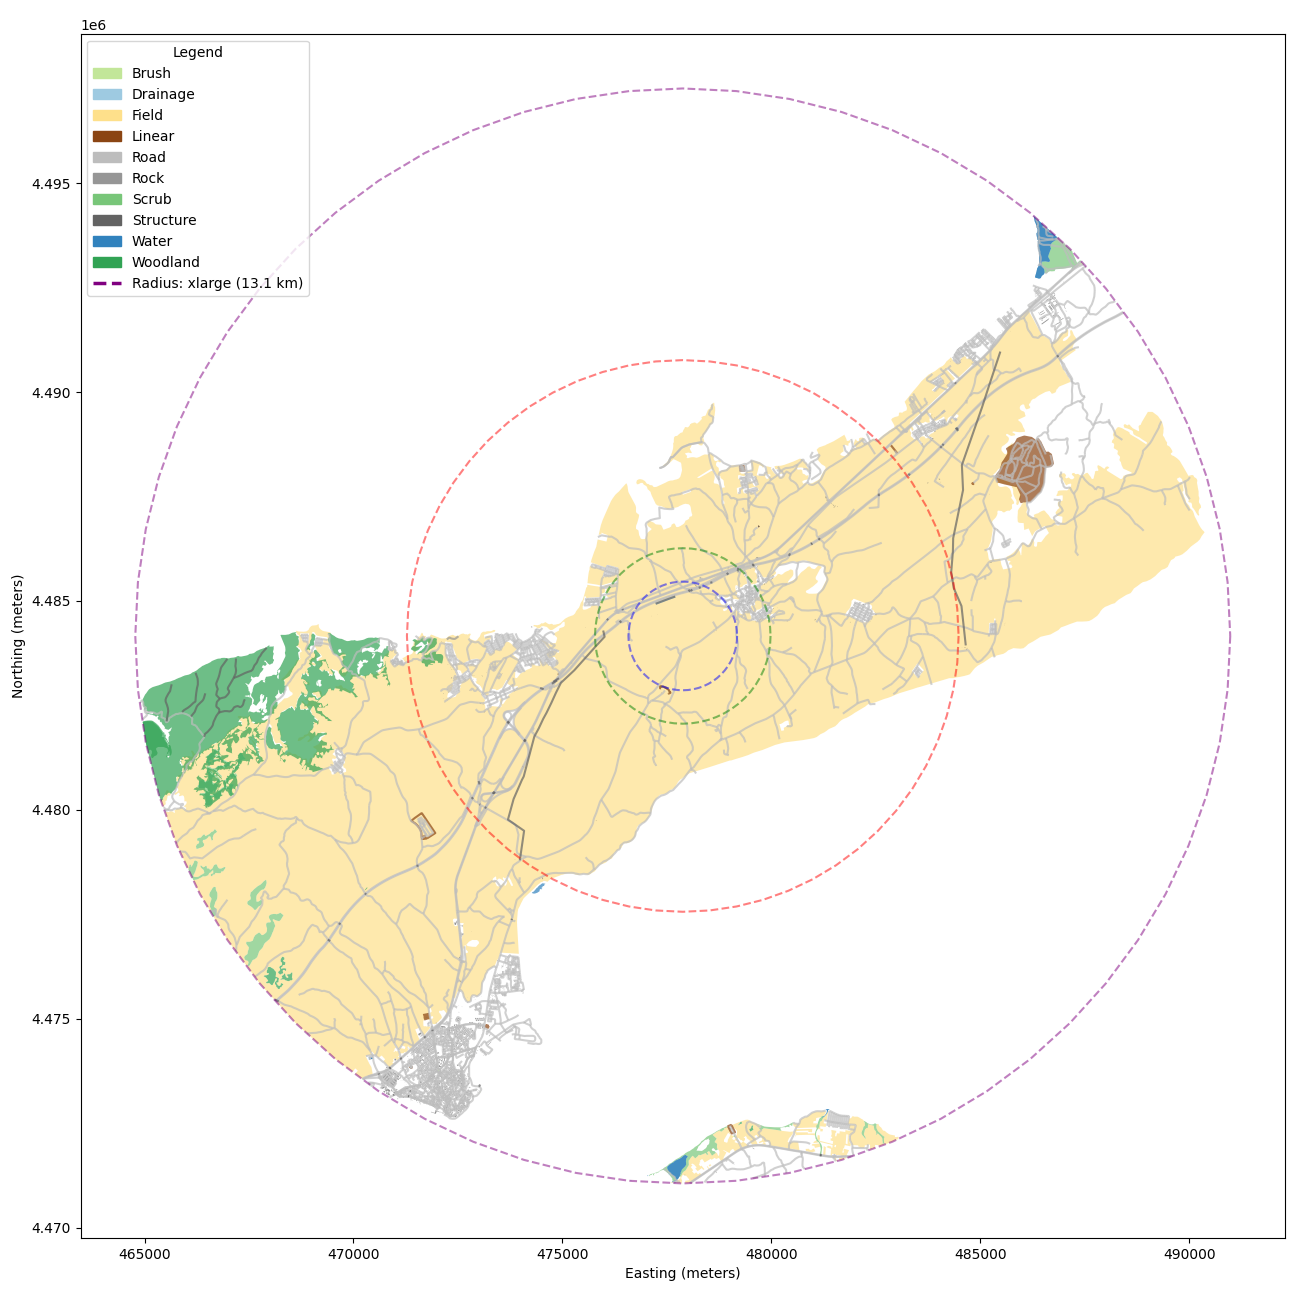 1e6
Legend
Brush
Drainage
Field
Linear
Road
Rock
Scrub
Structure
Water
Woodland
Radius: xlarge (13.1 km)
4.495
4.490
4.485
4.480
4.475
4.470
Northing (meters)
465000 470000 475000 480000 485000 490000
Easting (meters)